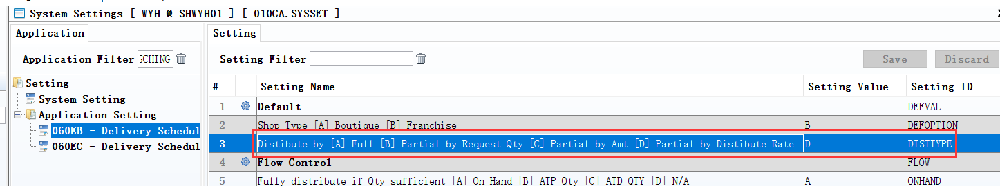 System Settings [ WYH @ SHWYH01 ] [ 010CA.SYSSET ]
Application
Application Filter SCHING
Setting
System Setting
Application Setting
060EB - Delivery Schedul
060EC - Delivery Schedul
Setting
Setting Filter
Save Discard
# Setting Name Setting Value Setting ID
1 Default DEFVAL
2 Shop Type [A] Boutique [B] Franchise B DEFOPTION
3 Distibute by [A] Full [B] Partial by Request Qty [C] Partial by Amt [D] Partial by Distibute Rate D DISTTYPE
4 Flow Control FLOW
5 Fully distribute if Qty sufficient [A] On Hand [B] ATP Qty [C] ATD QTY [D] N/A A ONHAND